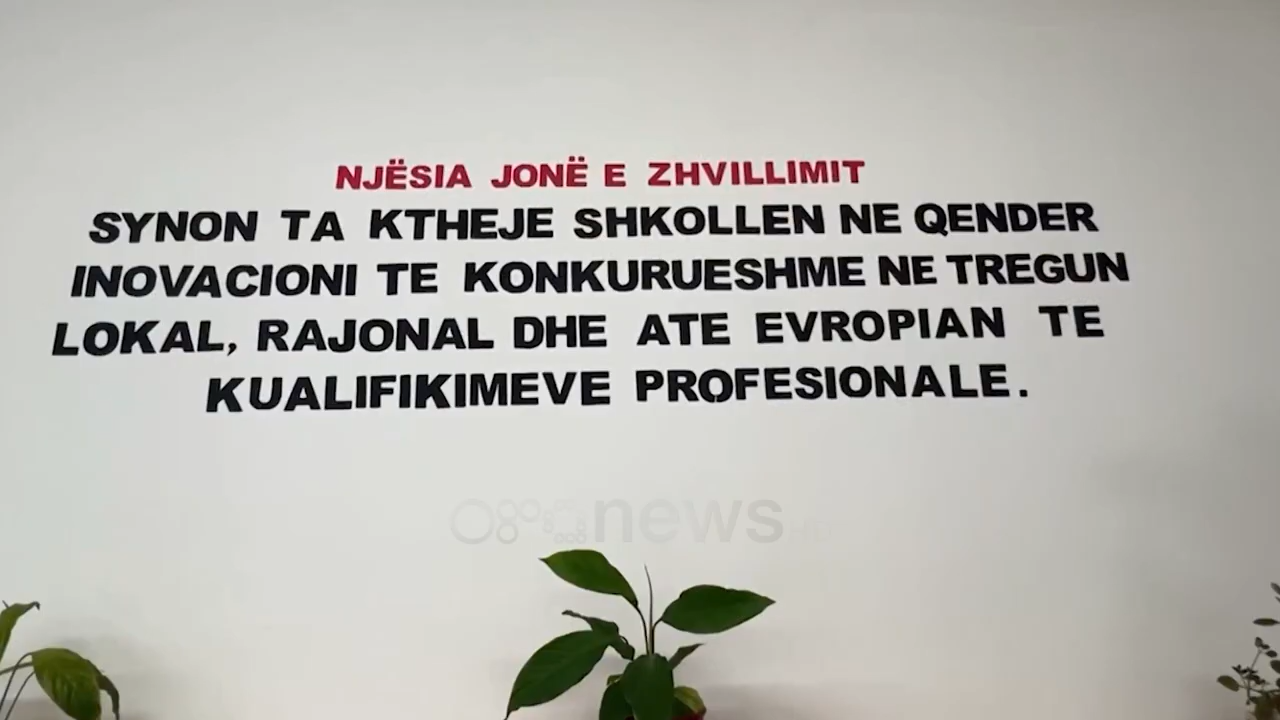 NJËSIA JONË E ZHVILLIMIT
SYNON TA KTHEJE SHKOLLEN NE QENDER
INOVACIONI TE KONKURUESHME NE TREGUN
LOKAL, RAJONAL DHE ATE EVROPIAN TE
KUALIFIKIMEVE PROFESIONALE.
news